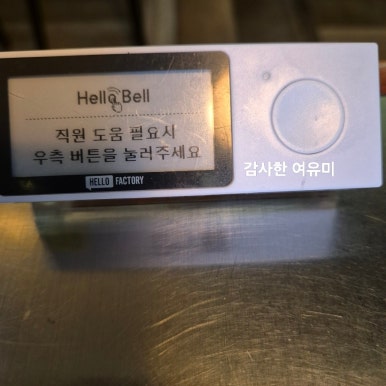 Hello Bell
직원 도움 필요시
우측 버튼을 눌러주세요
감사한 여유미
HELLO FACTORY